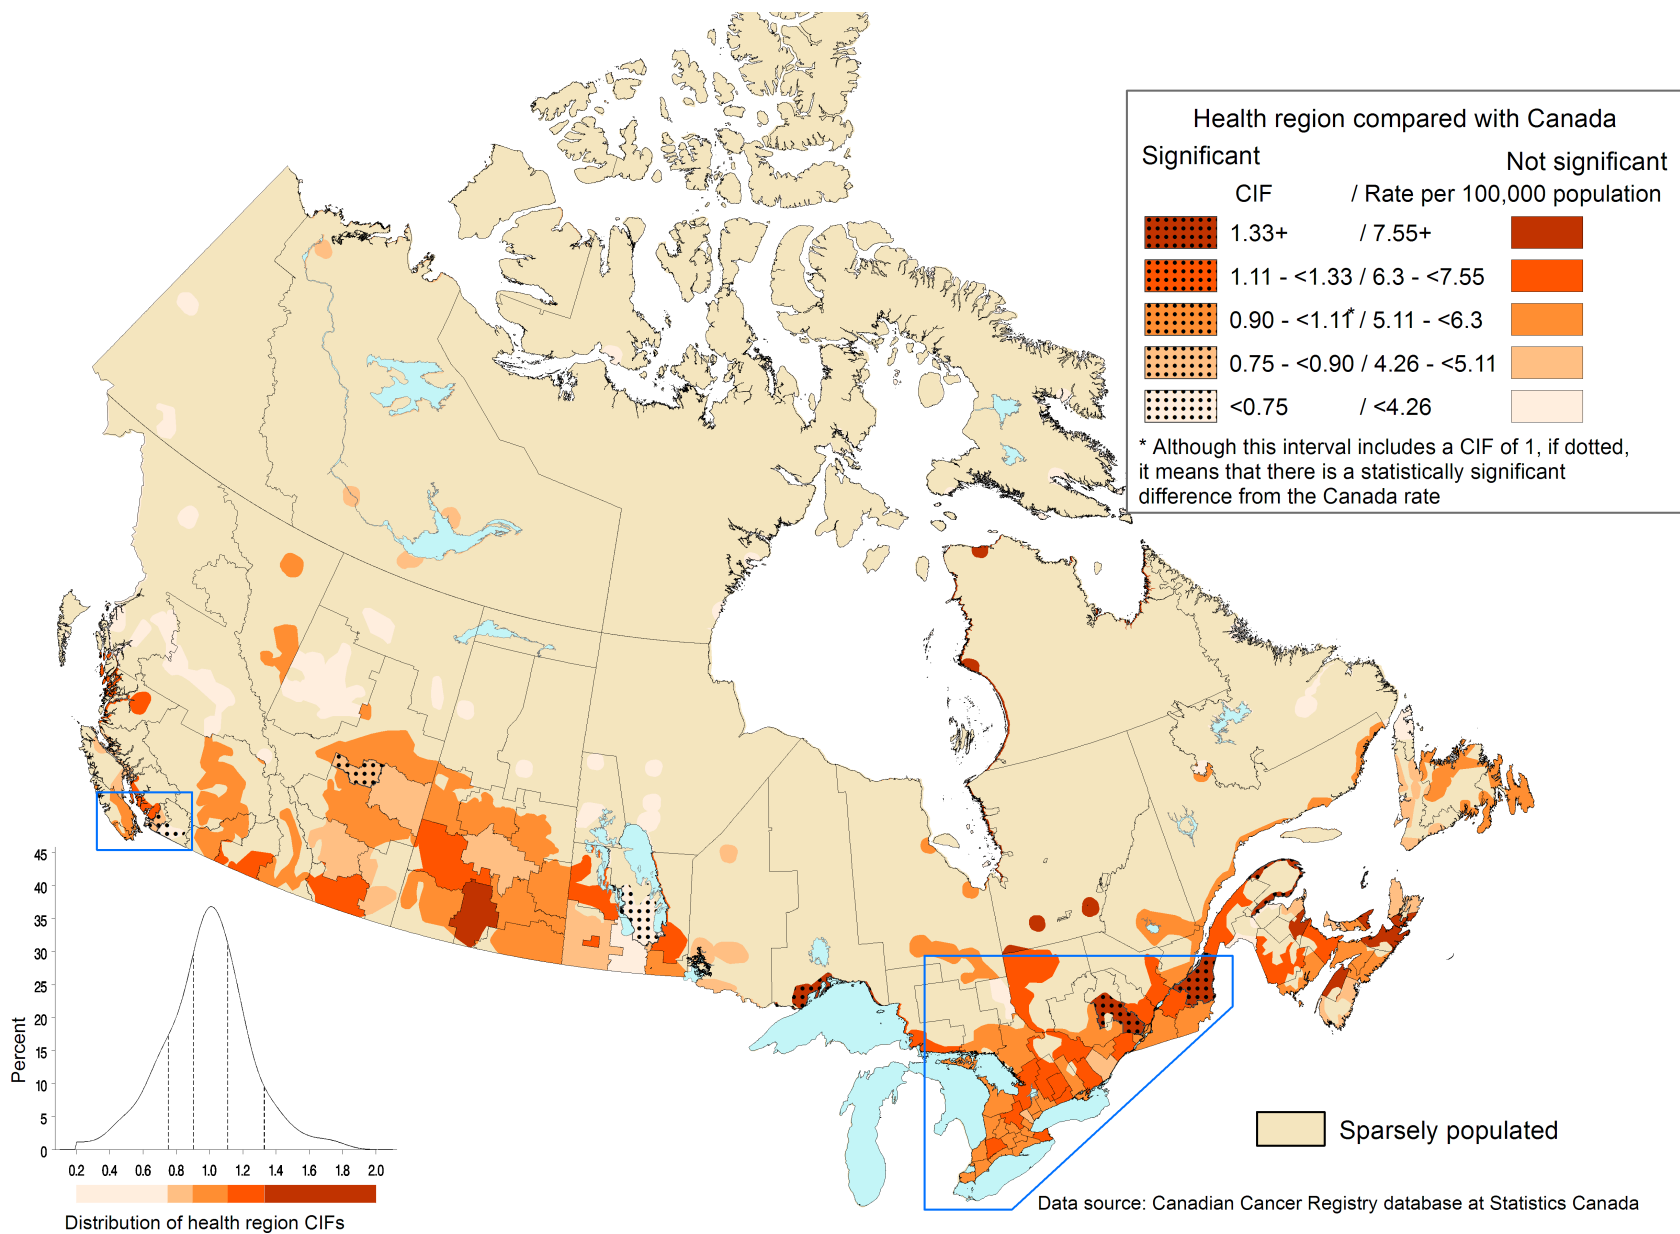 Health region compared with Canada
Significant
Not significant
CIF / Rate per 100,000 population
1.33+ / 7.55+
1.11 - <1.33 / 6.3 - <7.55
0.90 - <1.11* / 5.11 - <6.3
0.75 - <0.90 / 4.26 - <5.11
<0.75 / <4.26
* Although this interval includes a CIF of 1, if dotted,
it means that there is a statistically significant
difference from the Canada rate
45
40
35
30
25
20
15
10
5
0
Percent
0.2 0.4 0.6 0.8 1.0 1.2 1.4 1.6 1.8 2.0
Distribution of health region CIFs
Sparsely populated
Data source: Canadian Cancer Registry database at Statistics Canada